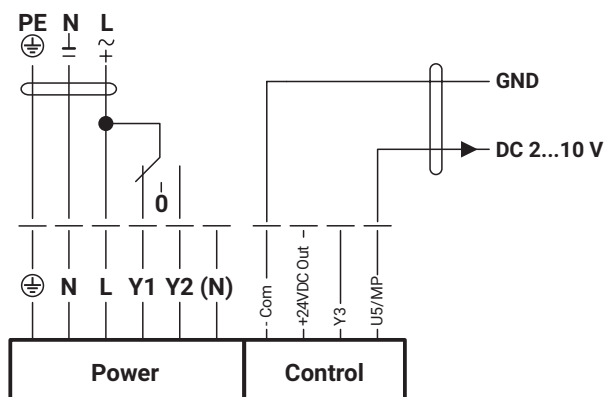 PE N L
GND
DC 2...10 V
0
N L Y1 Y2 (N)
- Com
+24VDC Out -
Y3
U5/MP
Power
Control